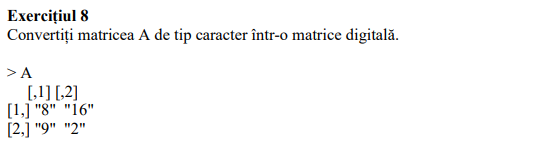 Exercițiul 8
Convertiți matricea A de tip caracter într-o matrice digitală.
> A
[,1] [,2]
[1,] "8" "16"
[2,] "9" "2"